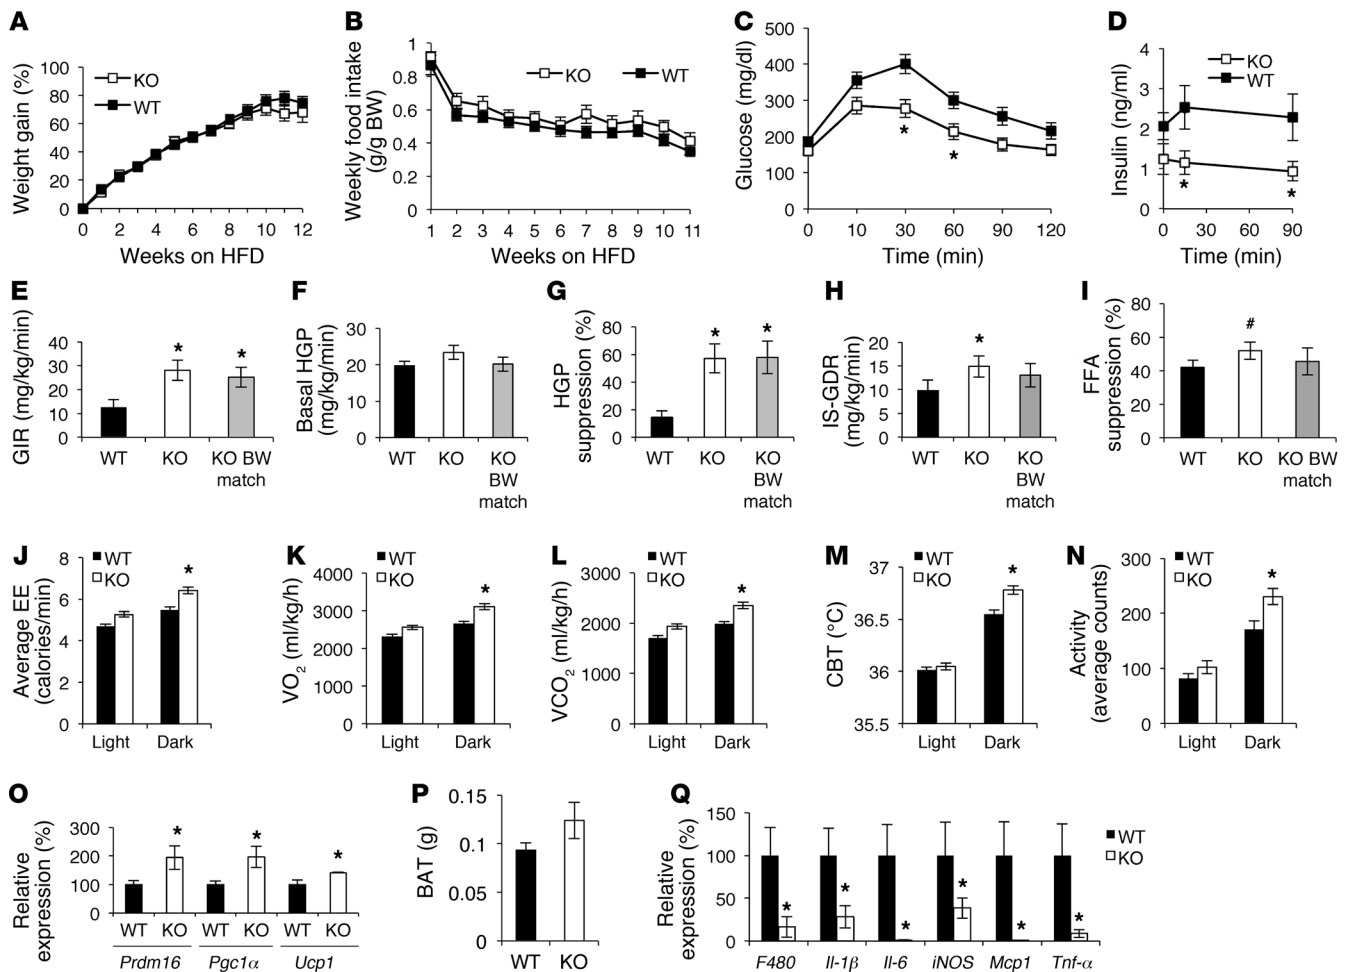 A
Weight gain (%)
100
80
60
40
20
0
KO
WT
0 2 4 6 8 10 12
Weeks on HFD
B
Weekly food intake
(g/g BW)
1
0.8
0.6
0.4
0.2
0
KO WT
1 2 3 4 5 6 7 8 9 10 11
Weeks on HFD
C
Glucose (mg/dl)
500
400
300
200
100
0
*
*
0 10 30 60 90 120
Time (min)
D
Insulin (ng/ml)
4
3
2
1
0
KO
WT
*
*
0 30 60 90
Time (min)
E
GIR (mg/kg/min)
40
30
20
10
0
*
*
WT KO KO BW
match
F
Basal HGP
(mg/kg/min)
30
20
10
0
WT KO KO
BW
match
G
HGP
suppression (%)
80
60
40
20
0
* *
WT KO KO
BW
match
H
IS-GDR
(mg/kg/min)
20
15
10
5
0
*
WT KO KO
BW
match
I
FFA
suppression (%)
80
60
40
20
0
#
WT KO KO BW
match
J
Average EE
(calories/min)
8
6
4
2
0
WT
KO
*
Light Dark
K
VO2 (ml/kg/h)
4000
3000
2000
1000
0
WT
KO
*
Light Dark
L
VCO2 (ml/kg/h)
3000
2000
1000
0
WT
KO
*
Light Dark
M
CBT (°C)
37
36.5
36
35.5
WT
KO
*
Light Dark
N
Activity
(average counts)
300
200
100
0
WT
KO
*
Light Dark
O
Relative
expression (%)
300
200
100
0
* * *
WT KO WT KO WT KO
Prdm16 Pgc1α Ucp1
P
BAT (g)
0.15
0.1
0.05
0
WT KO
Q
Relative
expression (%)
150
100
50
0
* * * * * *
F480 Il-1β Il-6 iNOS Mcp1 Tnf-α
WT
KO